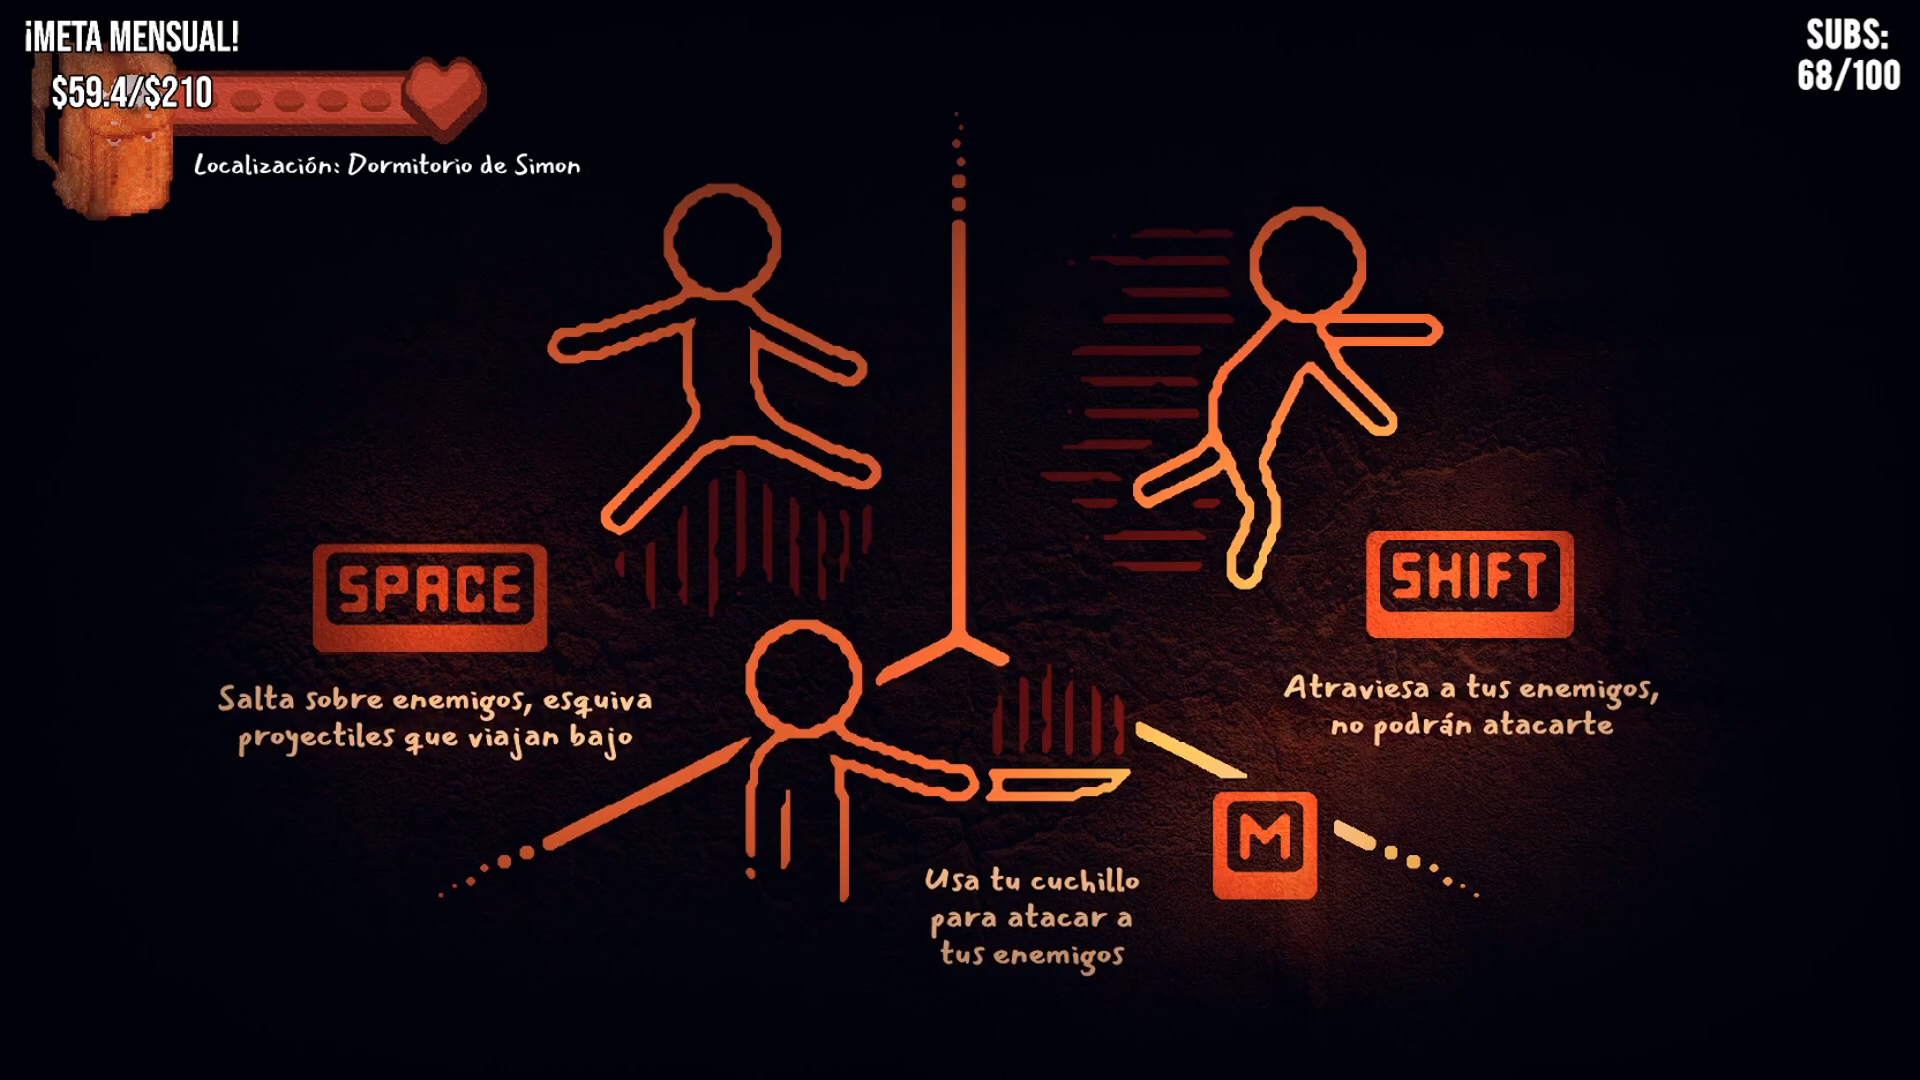 ¡META MENSUAL!
$59.4/$210
SUBS:
68/100
Localización: Dormitorio de Simon
SPACE
Salta sobre enemigos, esquiva
proyectiles que viajan bajo
SHIFT
Atraviesa a tus enemigos,
no podrán atacarte
M
Usa tu cuchillo
para atacar a
tus enemigos